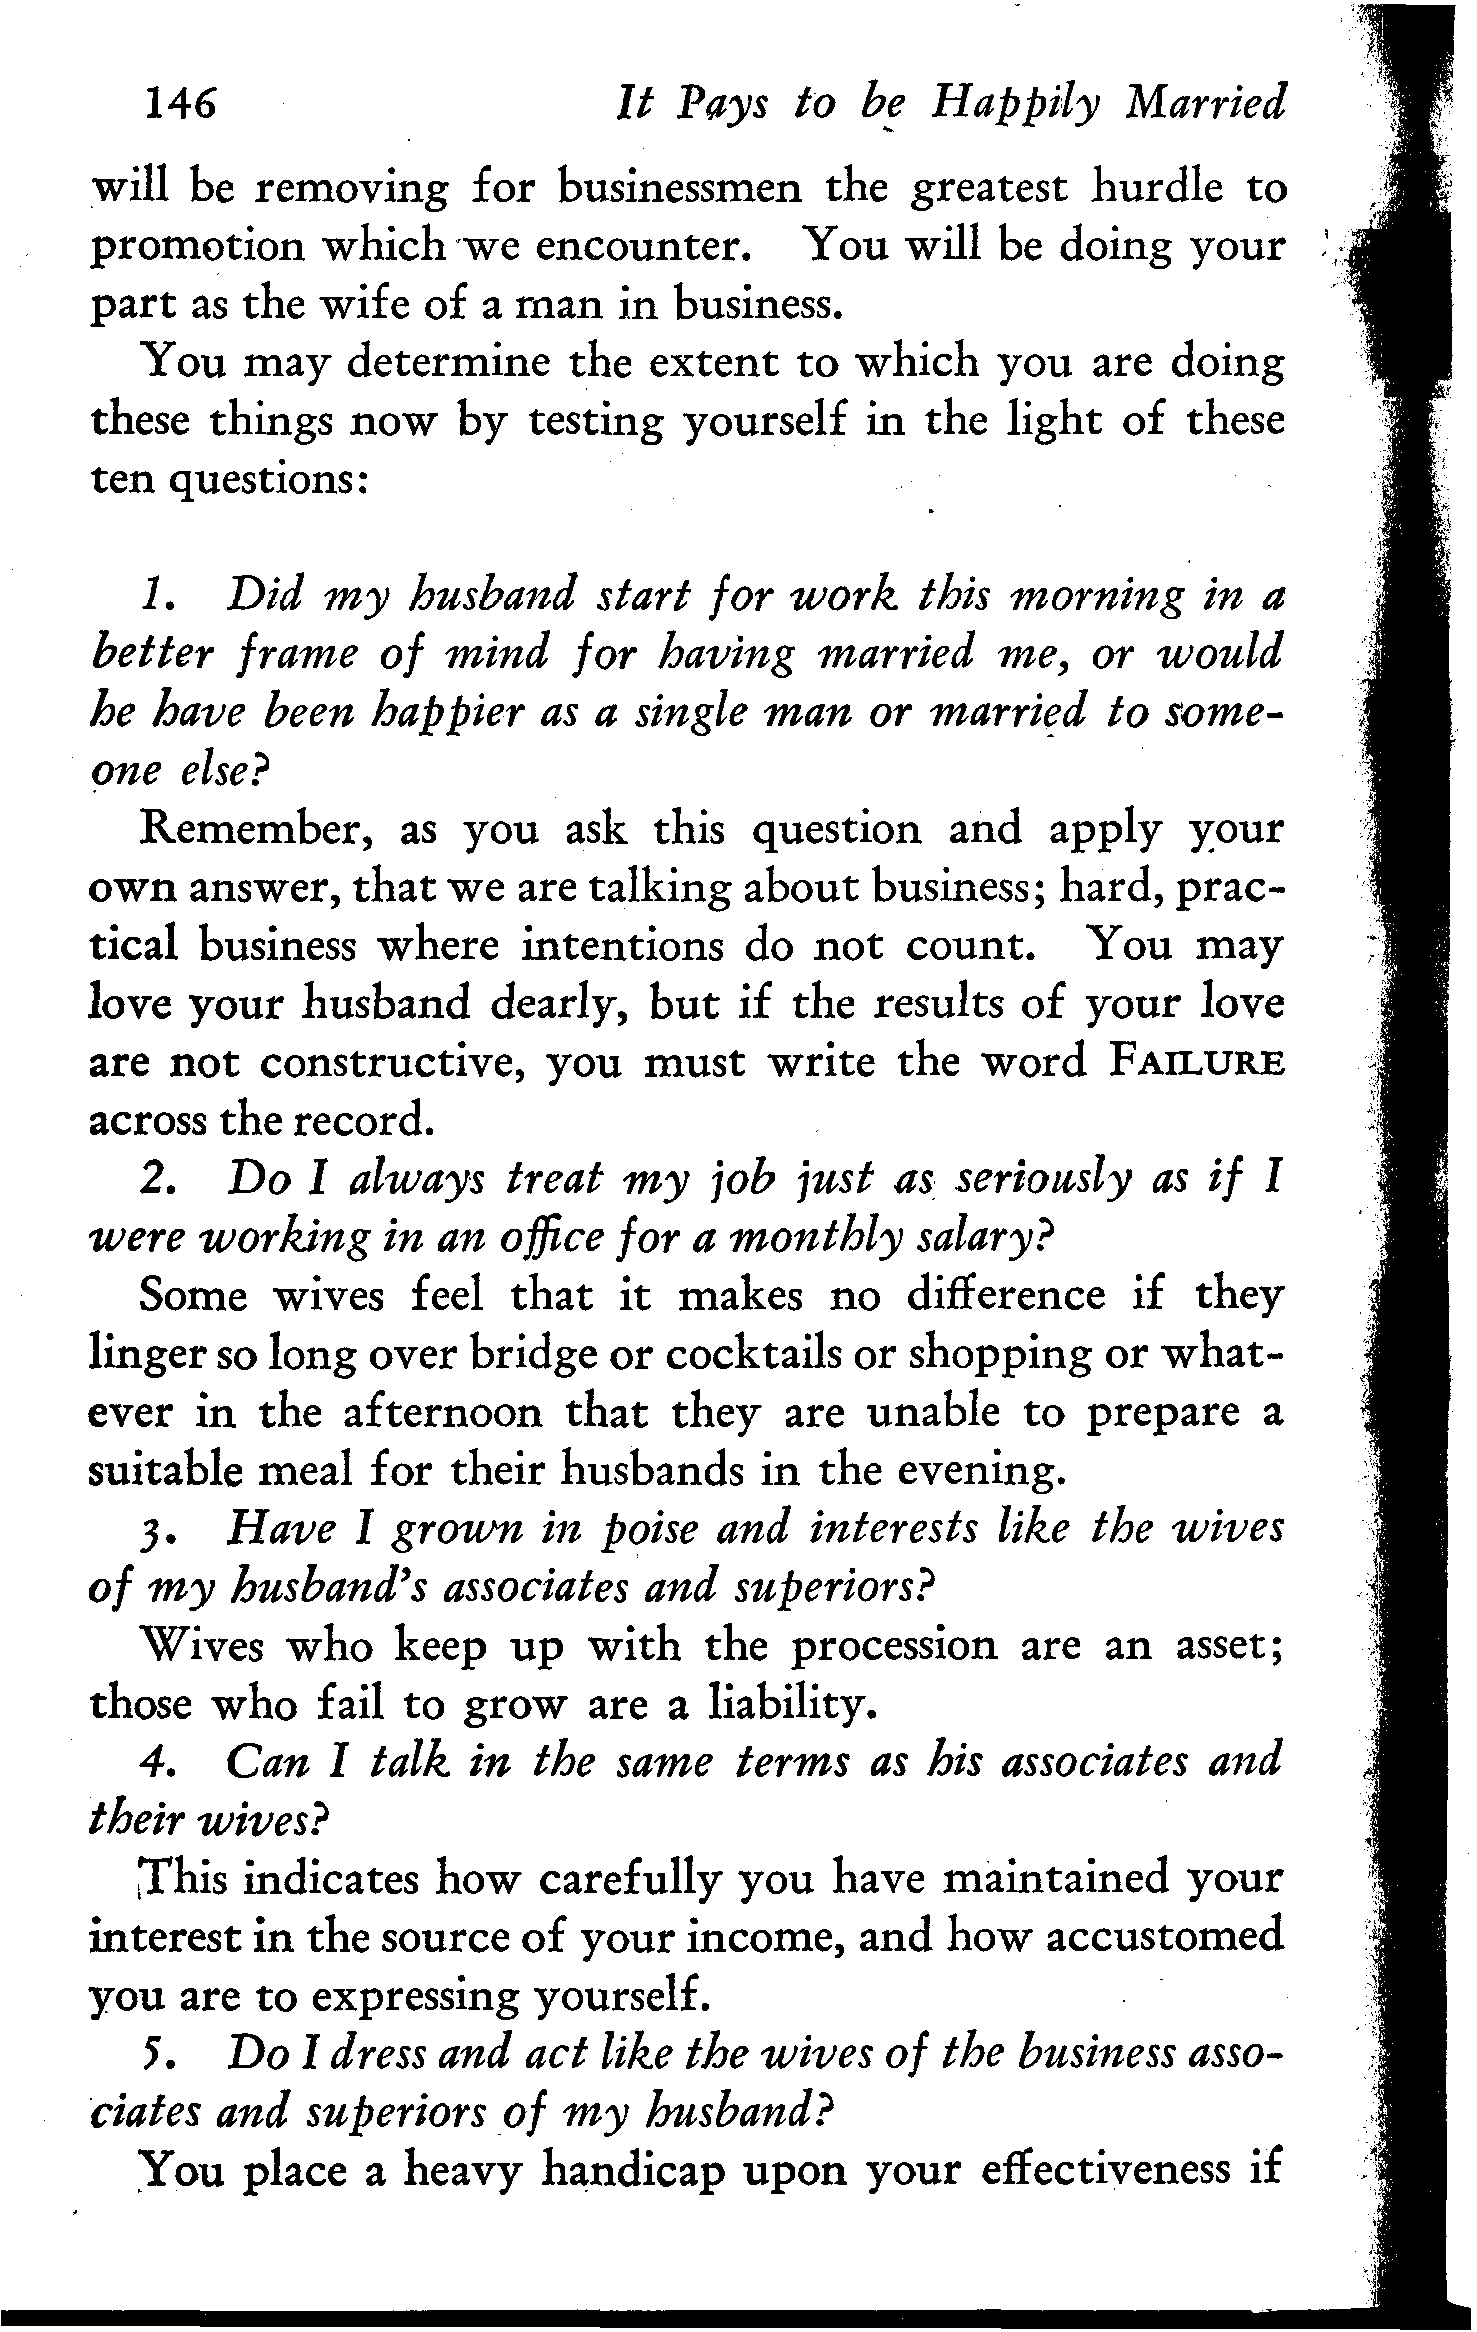 146 It Pays to be Happily Married
will be removing for businessmen the greatest hurdle to
promotion which we encounter. You will be doing your
part as the wife of a man in business.
You may determine the extent to which you are doing
these things now by testing yourself in the light of these
ten questions:
1. Did my husband start for work this morning in a
better frame of mind for having married me, or would
he have been happier as a single man or married to some-
one else?
Remember, as you ask this question and apply your
own answer, that we are talking about business; hard, prac-
tical business where intentions do not count. You may
love your husband dearly, but if the results of your love
are not constructive, you must write the word FAILURE
across the record.
2. Do I always treat my job just as seriously as if I
were working in an office for a monthly salary?
Some wives feel that it makes no difference if they
linger so long over bridge or cocktails or shopping or what-
ever in the afternoon that they are unable to prepare a
suitable meal for their husbands in the evening.
3. Have I grown in poise and interests like the wives
of my husband's associates and superiors?
Wives who keep up with the procession are an asset;
those who fail to grow are a liability.
4. Can I talk in the same terms as his associates and
their wives?
This indicates how carefully you have maintained your
interest in the source of your income, and how accustomed
you are to expressing yourself.
5. Do I dress and act like the wives of the business asso-
ciates and superiors of my husband?
You place a heavy handicap upon your effectiveness if